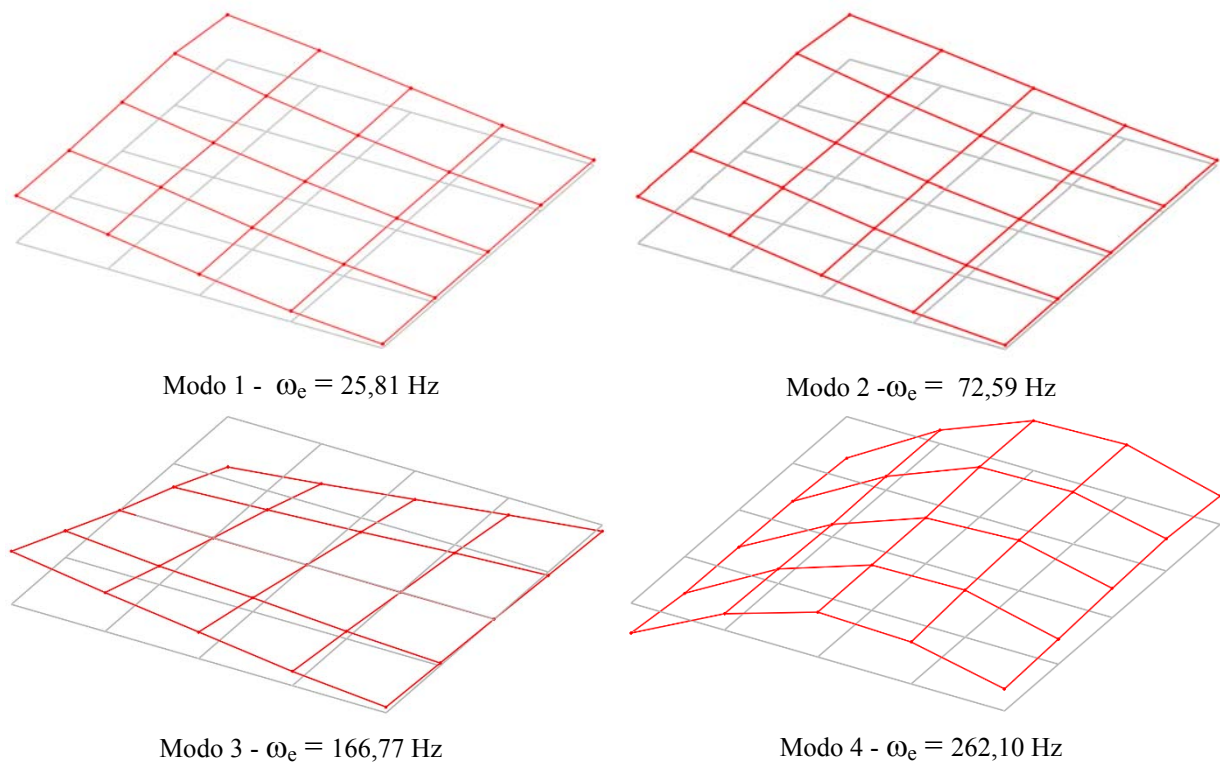 Modo 1 - ωe = 25,81 Hz
Modo 2 -ωe = 72,59 Hz
Modo 3 - ωe = 166,77 Hz
Modo 4 - ωe = 262,10 Hz